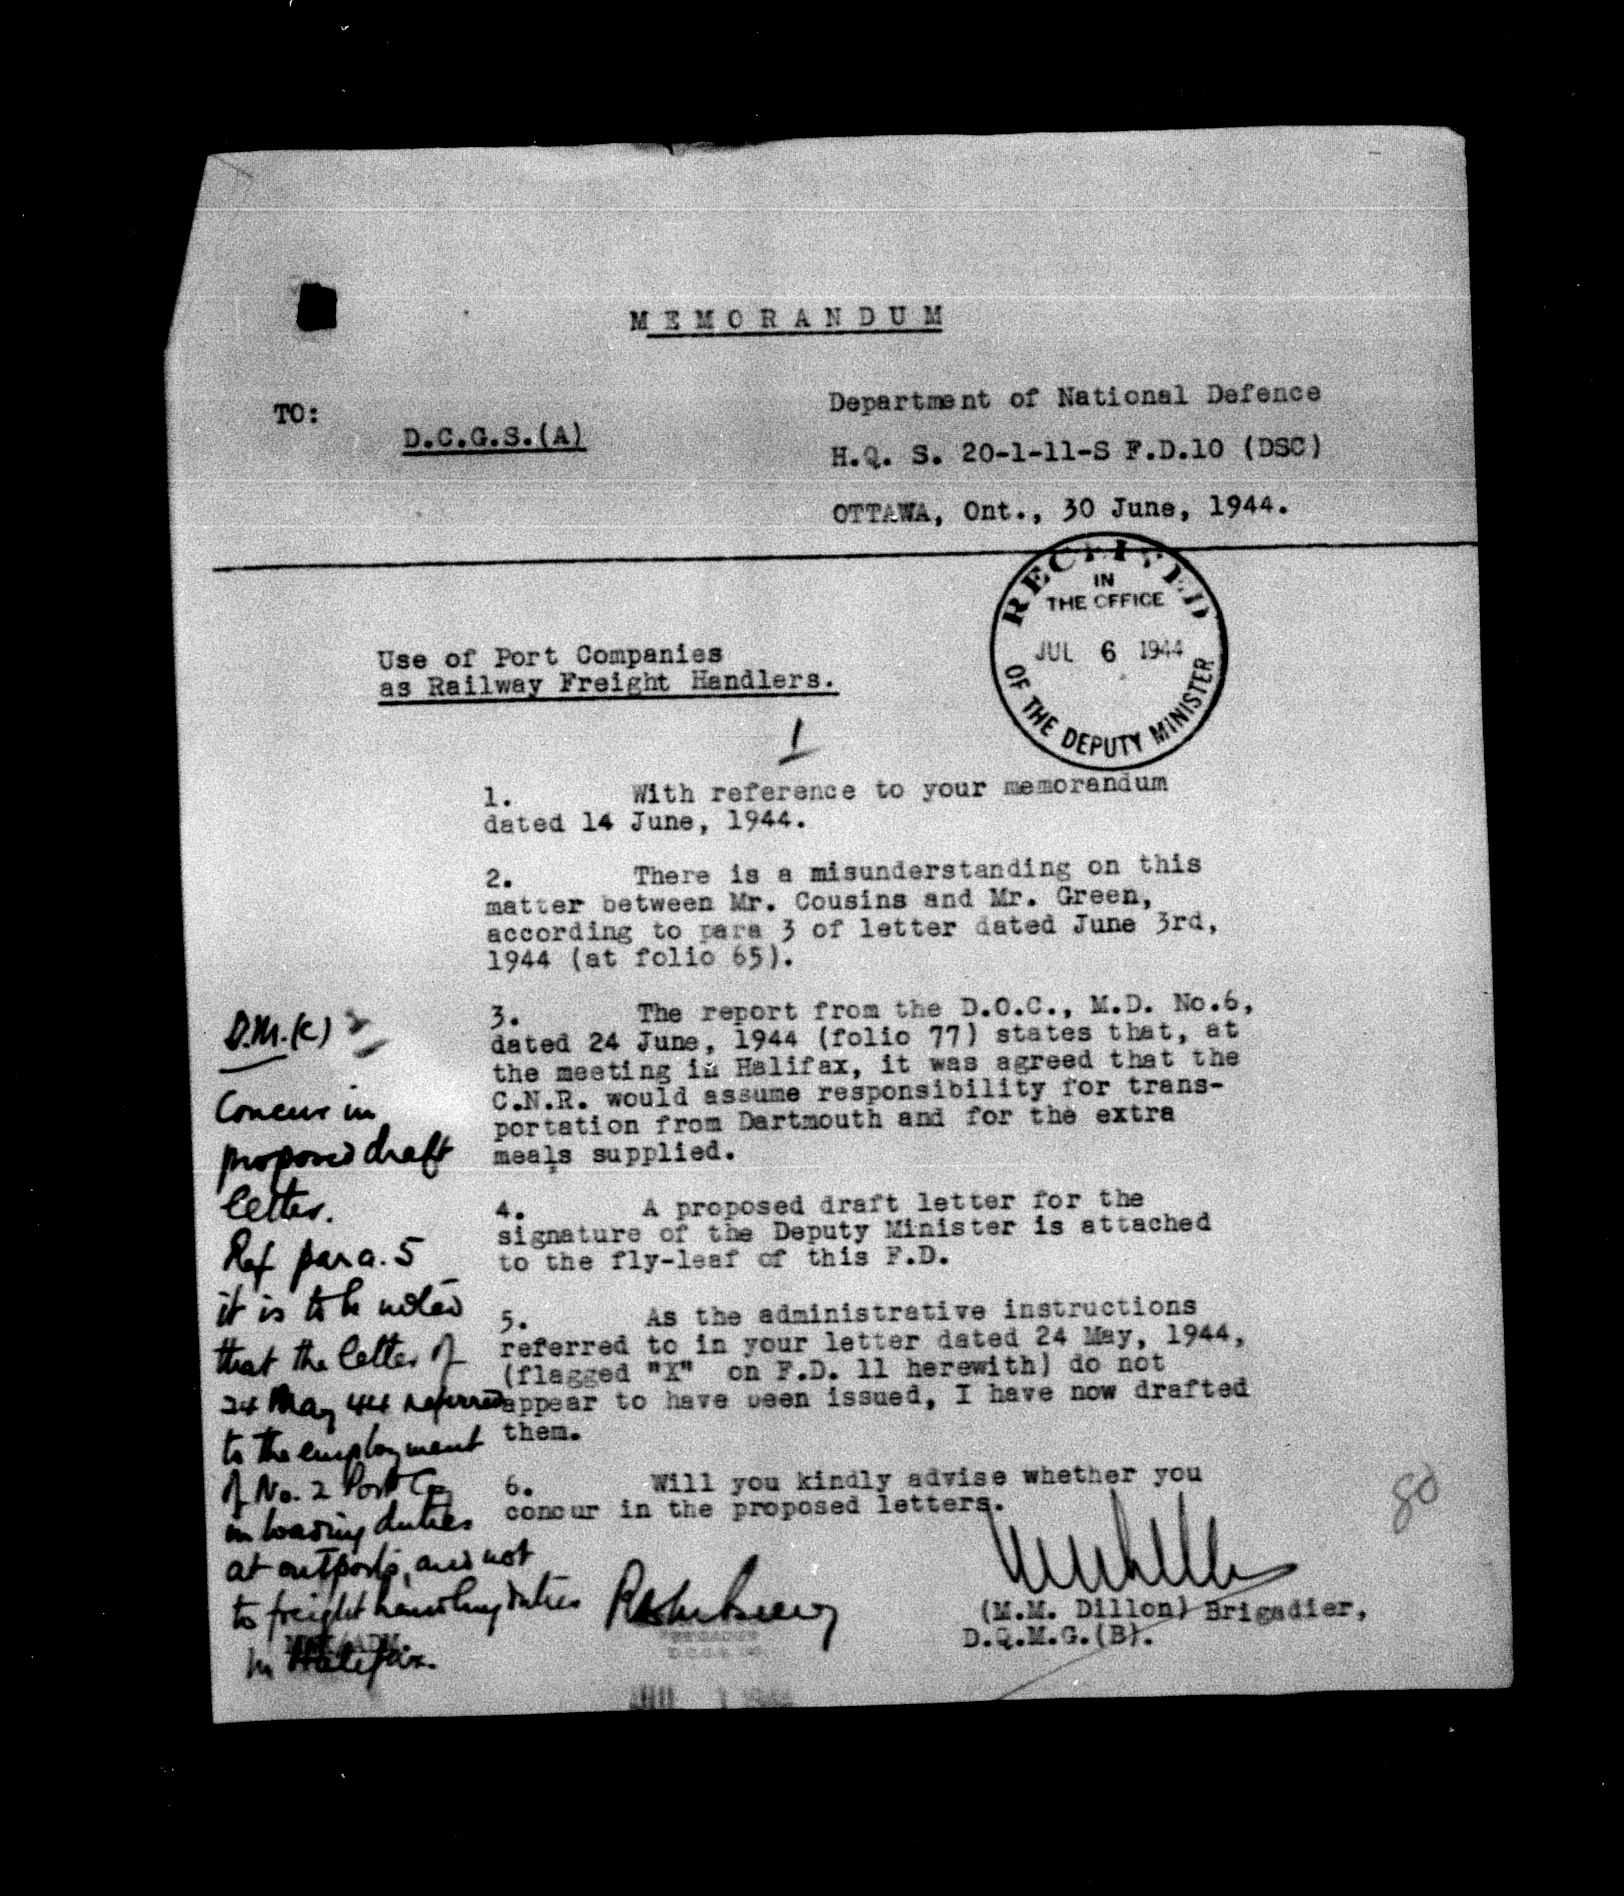 MEMORANDUM
TO:
D.C.G.S.(A)
Department of National Defence
H.Q. S. 20-1-11-S F.D.10 (DSC)
OTTAWA, Ont., 30 June, 1944.
RECEIVED
IN
THE OFFICE
JUL 6 1944
OF THE DEPUTY MINISTER
Use of Port Companies
as Railway Freight Handlers.
1
1. With reference to your memorandum
dated 14 June, 1944.
2. There is a misunderstanding on this
matter between Mr. Cousins and Mr. Green,
according to para 3 of letter dated June 3rd,
1944 (at folio 65).
3. The report from the D.O.C., M.D. No.6,
dated 24 June, 1944 (folio 77) states that, at
the meeting in Halifax, it was agreed that the
C.N.R. would assume responsibility for trans-
portation from Dartmouth and for the extra
meals supplied.
4. A proposed draft letter for the
signature of the Deputy Minister is attached
to the fly-leaf of this F.D.
5. As the administrative instructions
referred to in your letter dated 24 May, 1944,
(flagged "X" on F.D. 11 herewith) do not
appear to have been issued, I have now drafted
them.
6. Will you kindly advise whether you
concur in the proposed letters.
(M.M. Dillon) Brigadier,
D.Q.M.G.(B).
80
D.M.(C) 2
Concur in
proposed draft
letter.
Ref para. 5
it is to be noted
that the letter of
24 May 44 referred
to the employment
of No. 2 Port Coy
in loading duties
at outports, and not
to freight handling duties
in Halifax.